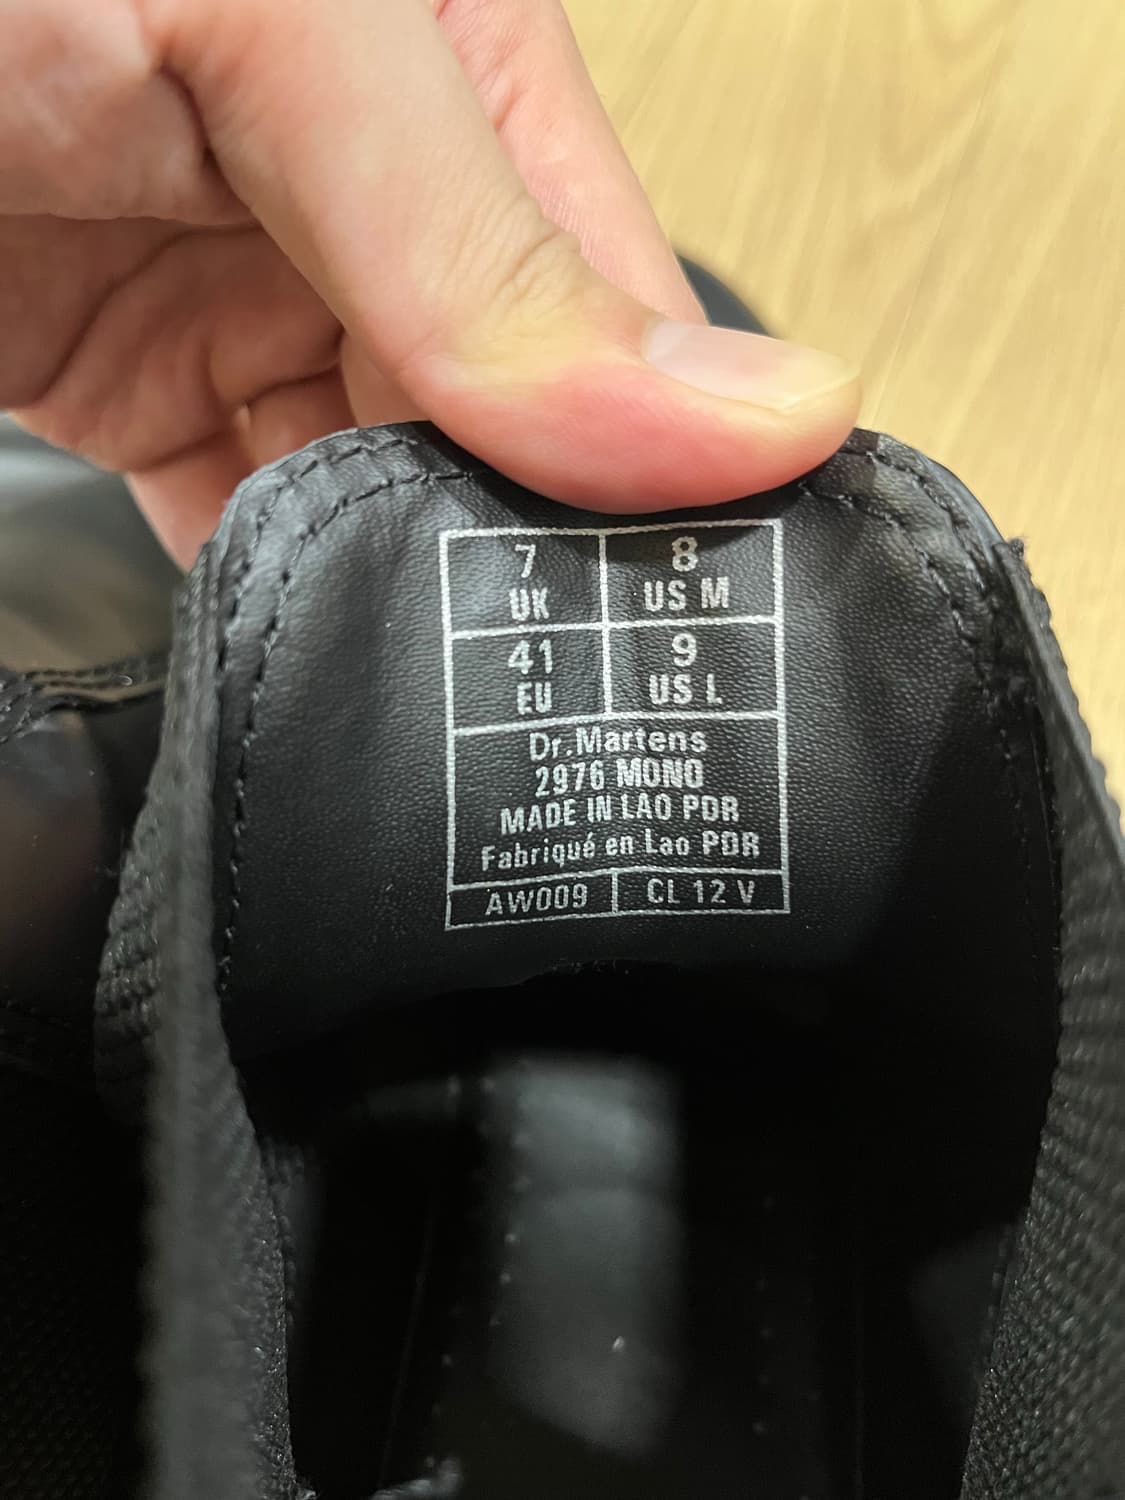 7 8
UK US M
41 9
EU US L
Dr.Martens
2976 MONO
MADE IN LAO PDR
Fabriqué en Lao PDR
AW009 CL 12 V